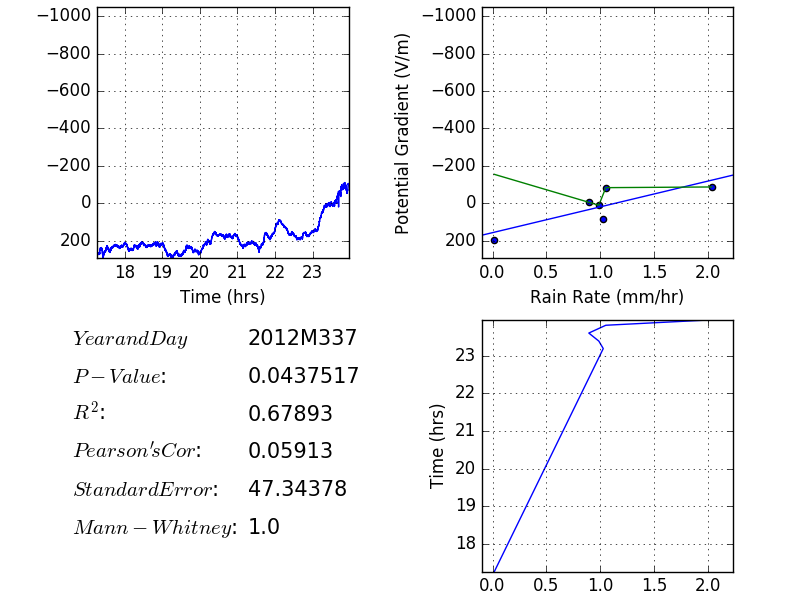 −1000
−800
−600
−400
−200
0
200
18 19 20 21 22 23
Time (hrs)
Potential Gradient (V/m)
−1000
−800
−600
−400
−200
0
200
0.0 0.5 1.0 1.5 2.0
Rain Rate (mm/hr)
YearandDay 2012M337
P−Value: 0.0437517
R²: 0.67893
Pearson'sCor: 0.05913
StandardError: 47.34378
Mann−Whitney: 1.0
Time (hrs)
23
22
21
20
19
18
0.0 0.5 1.0 1.5 2.0